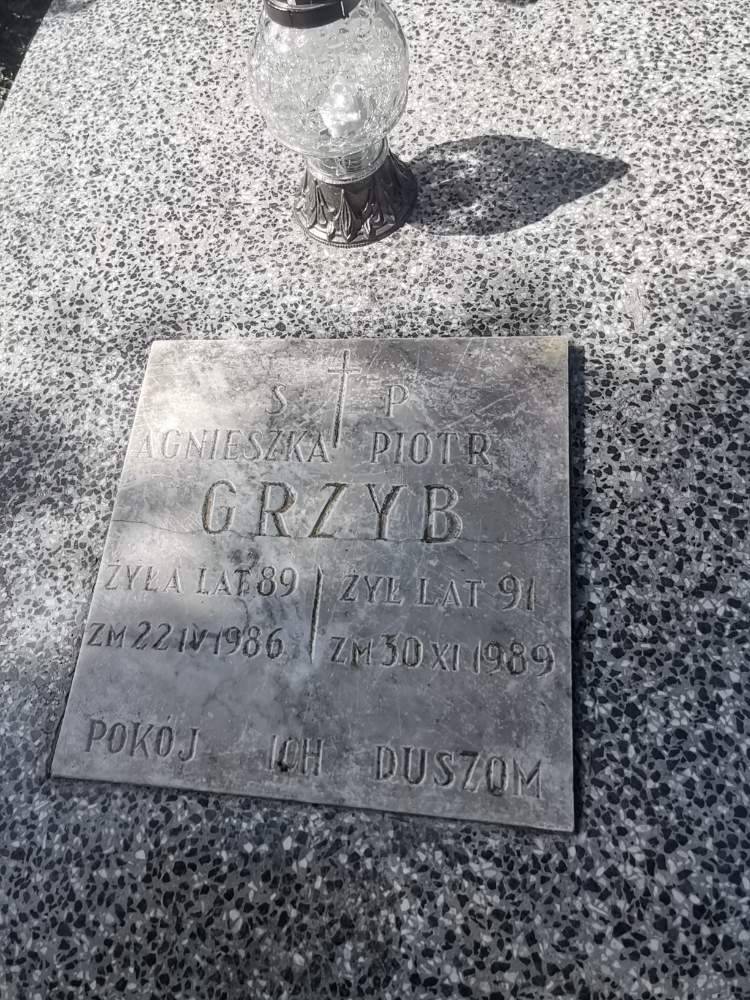 S P
AGNIESZKA PIOTR
GRZYB
ŻYŁA LAT 89 ŻYŁ LAT 91
ZM 22 IV 1986 ZM 30 XI 1989
POKÓJ ICH DUSZOM